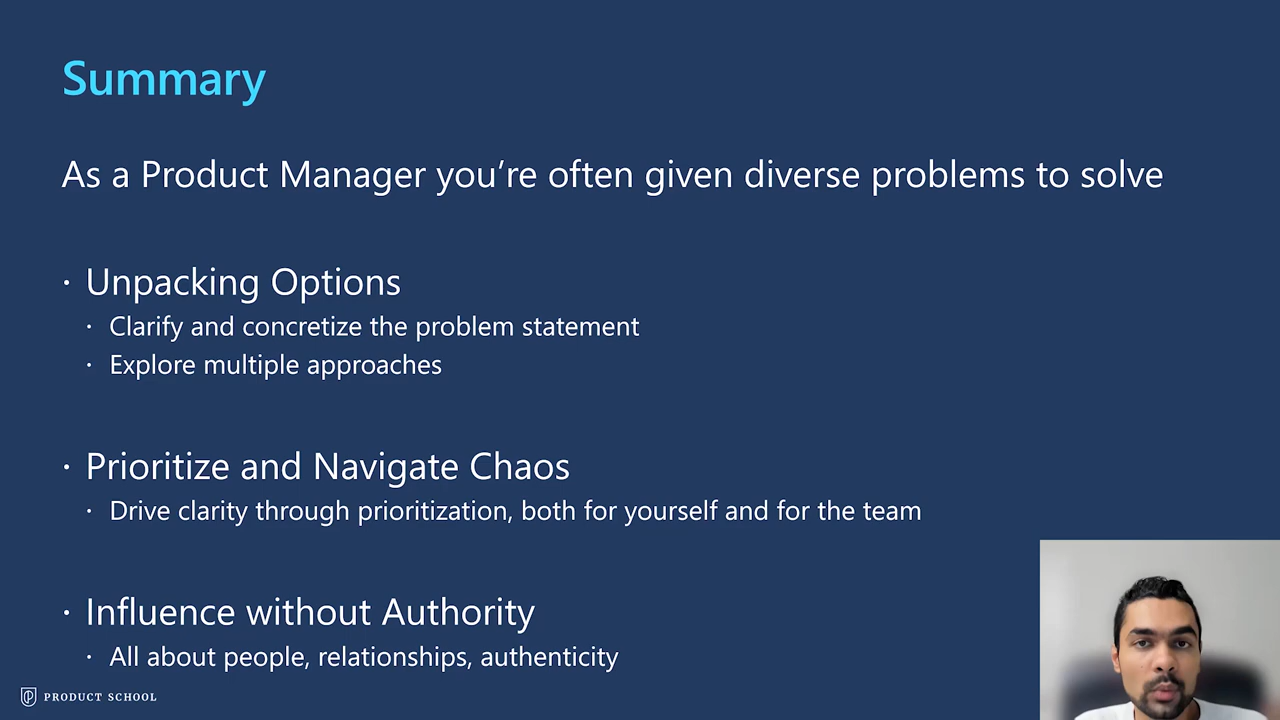 Summary
As a Product Manager you’re often given diverse problems to solve
· Unpacking Options
· Clarify and concretize the problem statement
· Explore multiple approaches
· Prioritize and Navigate Chaos
· Drive clarity through prioritization, both for yourself and for the team
· Influence without Authority
· All about people, relationships, authenticity
PRODUCT SCHOOL